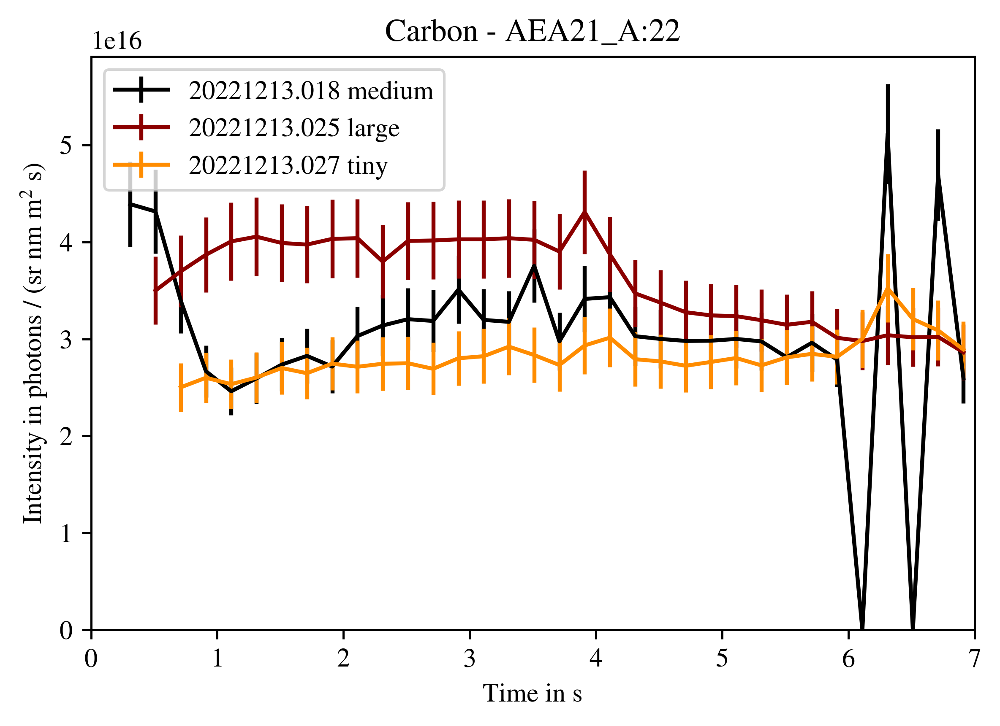 Carbon - AEA21_A:22
1e16
20221213.018 medium
20221213.025 large
20221213.027 tiny
Intensity in photons / (sr nm m² s)
5
4
3
2
1
0
0 1 2 3 4 5 6 7
Time in s